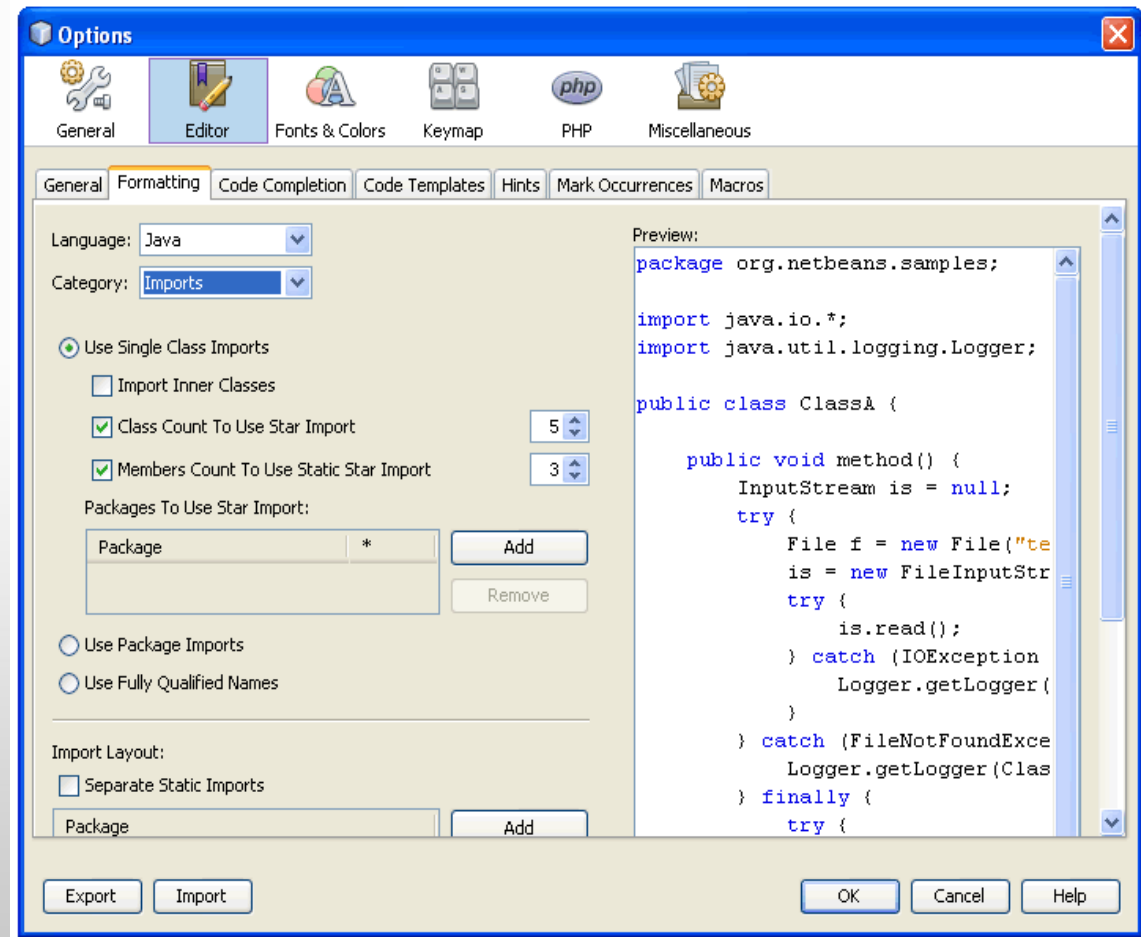 Options
General
Editor
Fonts & Colors
Keymap
php
PHP
Miscellaneous
General
Formatting
Code Completion
Code Templates
Hints
Mark Occurrences
Macros
Language: Java
Category: Imports
Use Single Class Imports
Import Inner Classes
Class Count To Use Star Import 5
Members Count To Use Static Star Import 3
Packages To Use Star Import:
Package *
Add
Remove
Use Package Imports
Use Fully Qualified Names
Import Layout:
Separate Static Imports
Package
Add
Preview:
package org.netbeans.samples;
import java.io.*;
import java.util.logging.Logger;
public class ClassA {
public void method() {
InputStream is = null;
try {
File f = new File("te
is = new FileInputStr
try {
is.read();
} catch (IOException
Logger.getLogger(
}
} catch (FileNotFoundExce
Logger.getLogger(Clas
} finally {
try {
Export
Import
OK
Cancel
Help